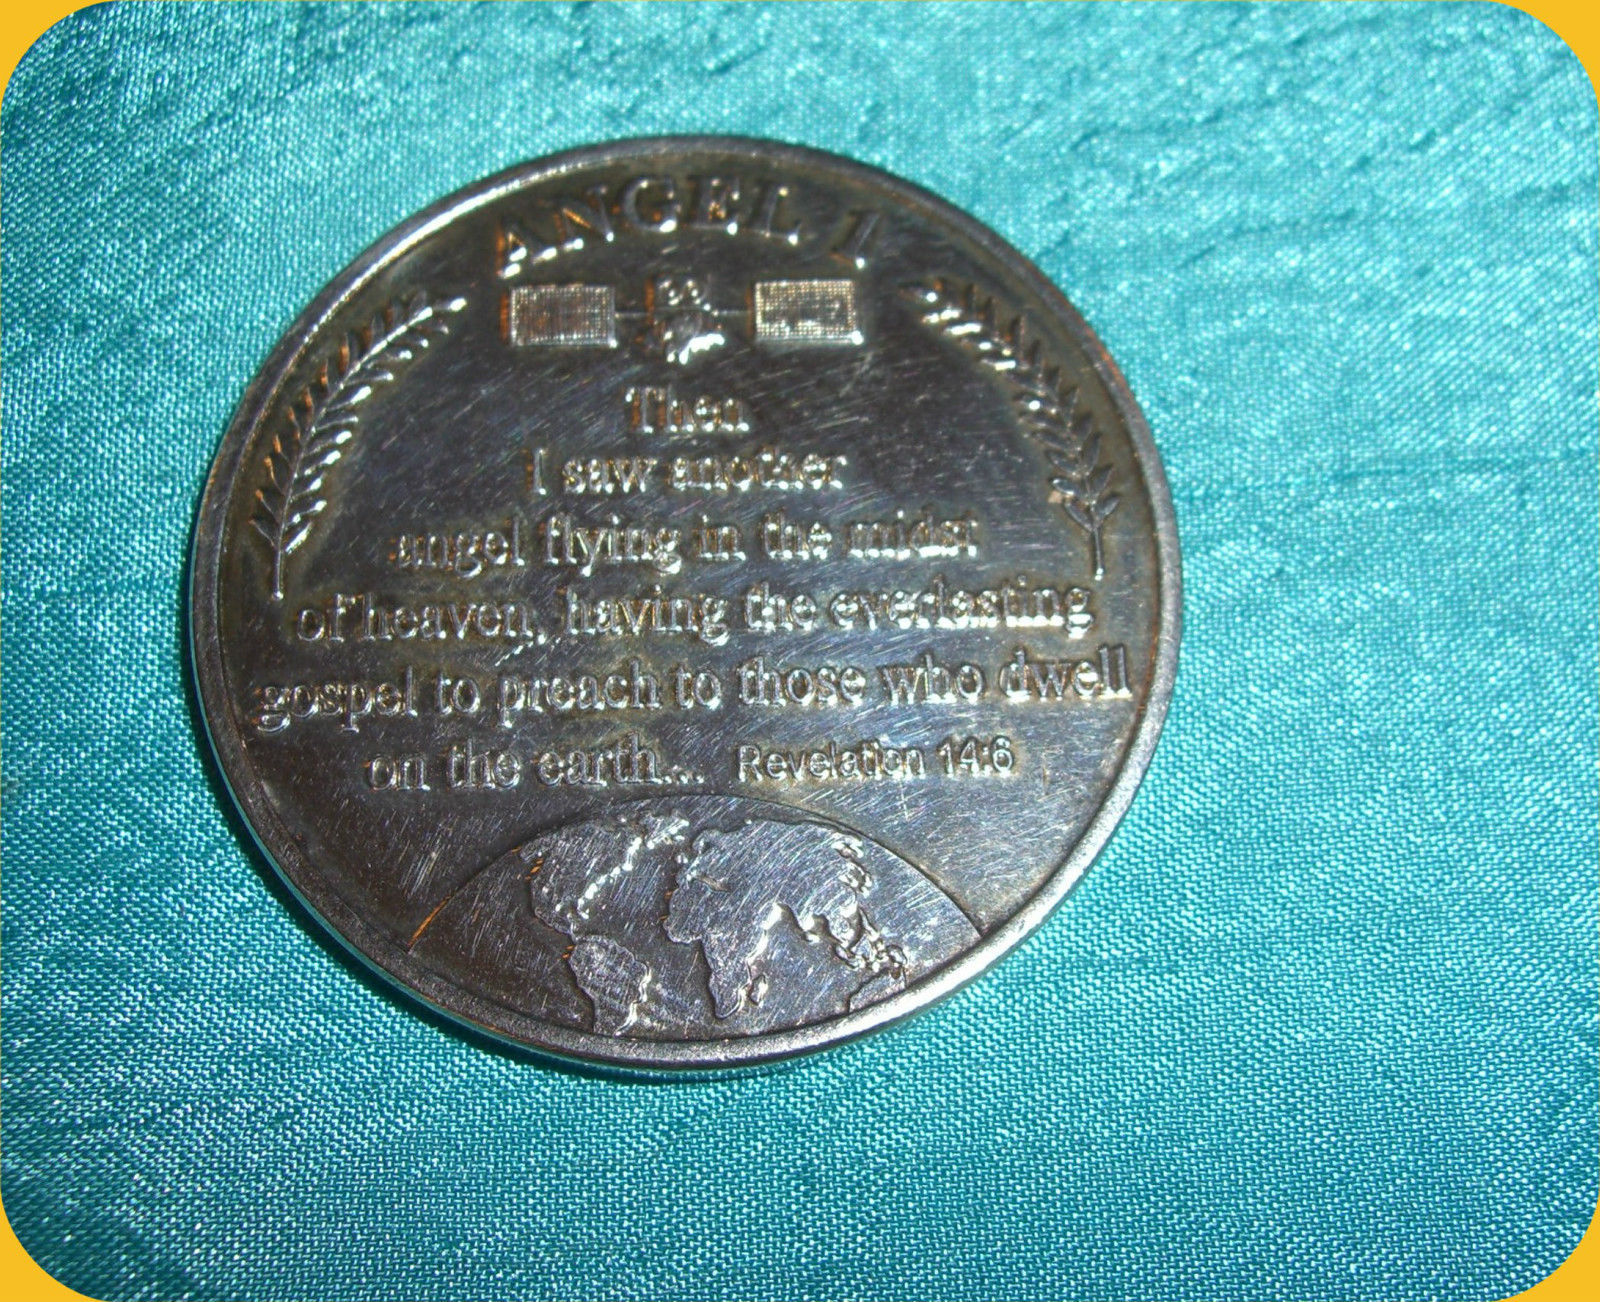 ANGEL 1
Then
I saw another
angel flying in the midst
of heaven, having the everlasting
gospel to preach to those who dwell
on the earth... Revelation 14:6